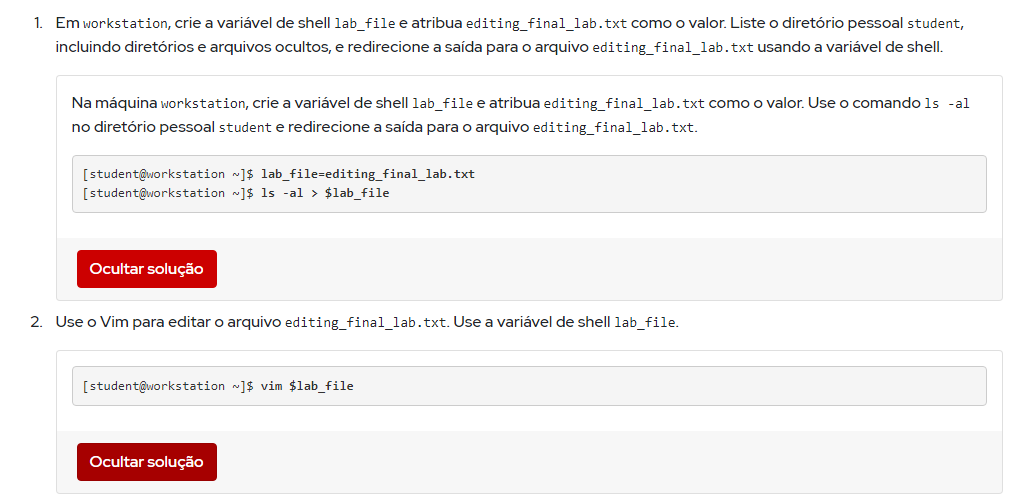 1. Em workstation, crie a variável de shell lab_file e atribua editing_final_lab.txt como o valor. Liste o diretório pessoal student,
incluindo diretórios e arquivos ocultos, e redirecione a saída para o arquivo editing_final_lab.txt usando a variável de shell.
Na máquina workstation, crie a variável de shell lab_file e atribua editing_final_lab.txt como o valor. Use o comando ls -al
no diretório pessoal student e redirecione a saída para o arquivo editing_final_lab.txt.
[student@workstation ~]$ lab_file=editing_final_lab.txt
[student@workstation ~]$ ls -al > $lab_file
Ocultar solução
2. Use o Vim para editar o arquivo editing_final_lab.txt. Use a variável de shell lab_file.
[student@workstation ~]$ vim $lab_file
Ocultar solução